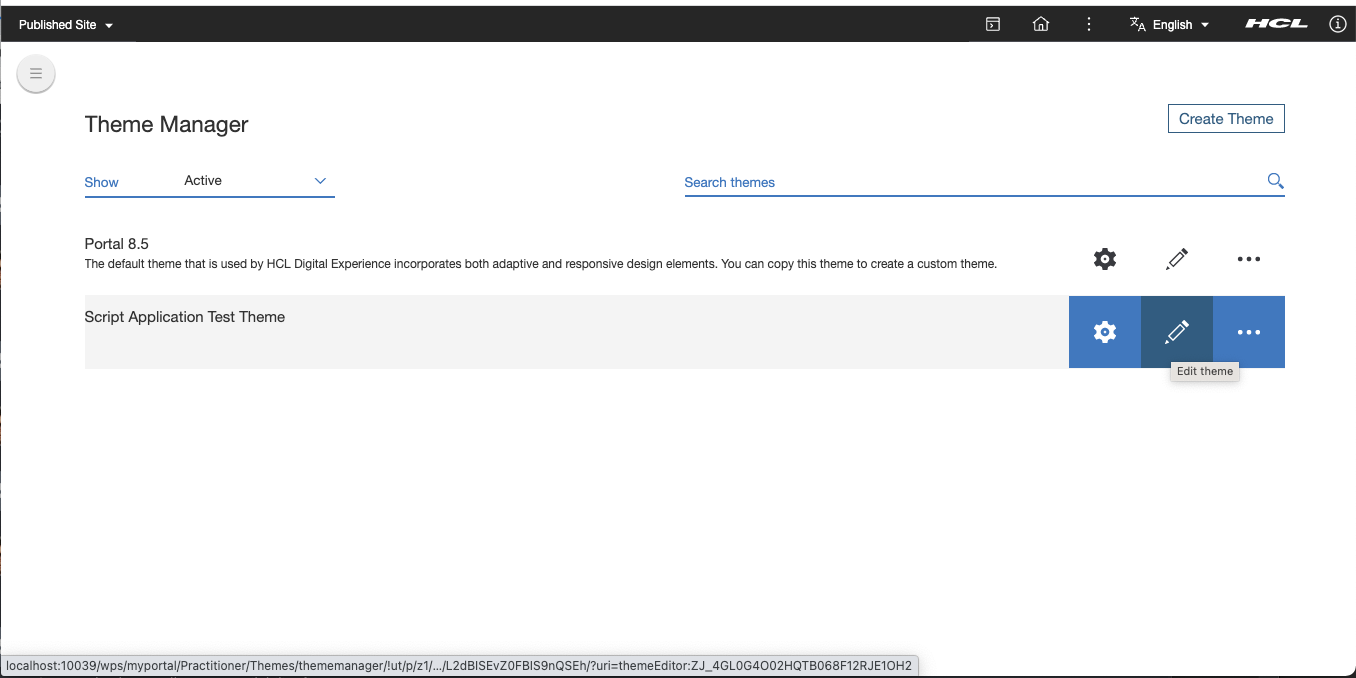 Published Site
English
HCL
Theme Manager
Create Theme
Show
Active
Search themes
Portal 8.5
The default theme that is used by HCL Digital Experience incorporates both adaptive and responsive design elements. You can copy this theme to create a custom theme.
Script Application Test Theme
Edit theme
localhost:10039/wps/myportal/Practitioner/Themes/thememanager/!ut/p/z1/.../L2dBISEvZ0FBIS9nQSEh/?uri=themeEditor:ZJ_4GL0G4O02HQTB068F12RJE1OH2